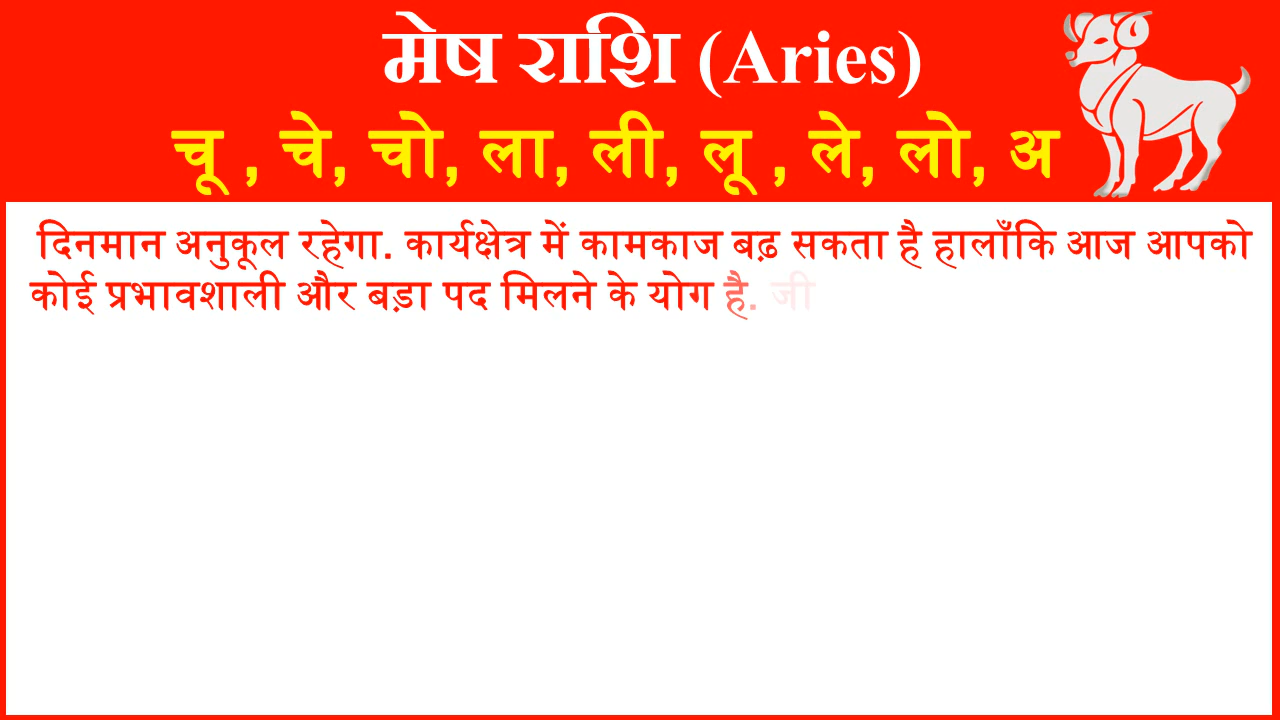 मेष राशि (Aries)
चू , चे, चो, ला, ली, लू , ले, लो, अ
दिनमान अनुकूल रहेगा. कार्यक्षेत्र में कामकाज बढ़ सकता है हालाँकि आज आपको
कोई प्रभावशाली और बड़ा पद मिलने के योग है. जी